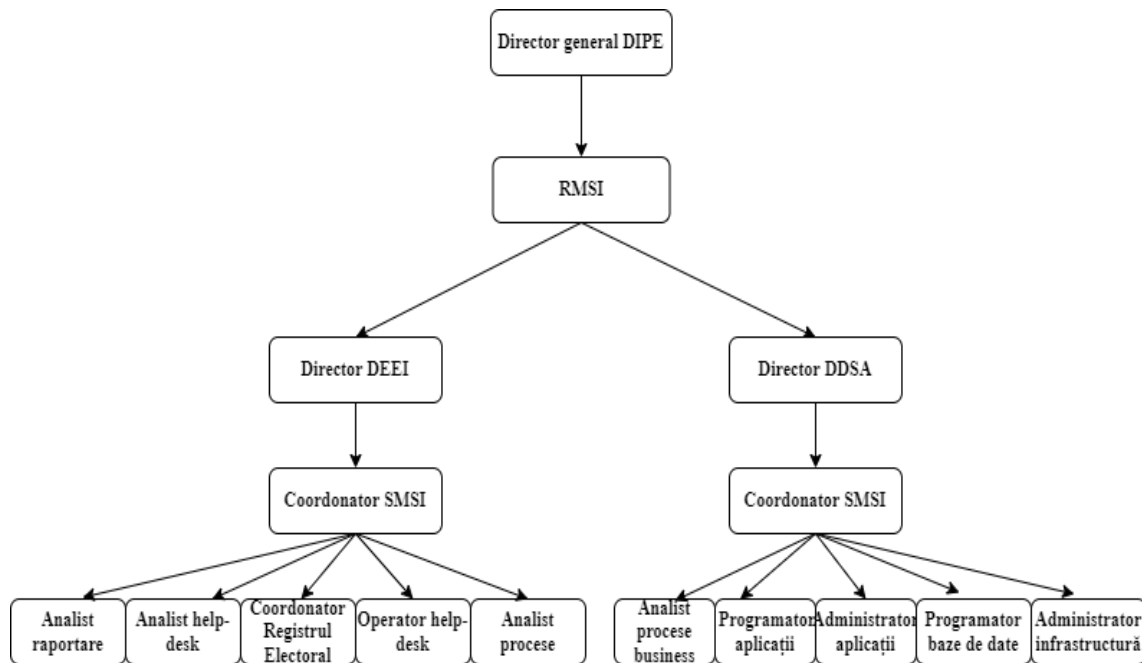 Director general DIPE
RMSI
Director DEEI
Director DDSA
Coordonator SMSI
Coordonator SMSI
Analist
raportare
Analist help-
desk
Coordonator
Registrul
Electoral
Operator help-
desk
Analist
procese
Analist
procese
business
Programator
aplicații
Administrator
aplicații
Programator
baze de date
Administrator
infrastructură